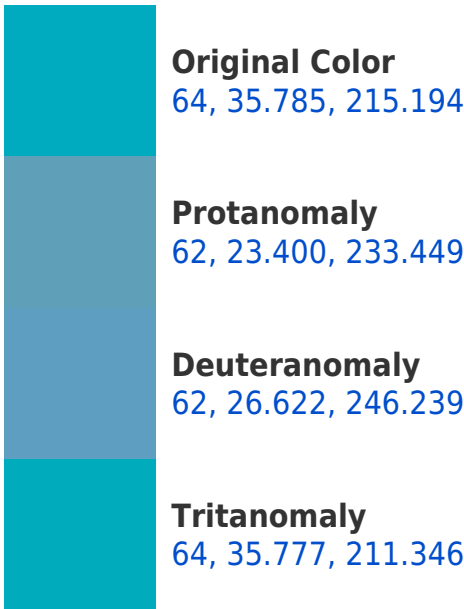 Original Color
64, 35.785, 215.194
Protanomaly
62, 23.400, 233.449
Deuteranomaly
62, 26.622, 246.239
Tritanomaly
64, 35.777, 211.346